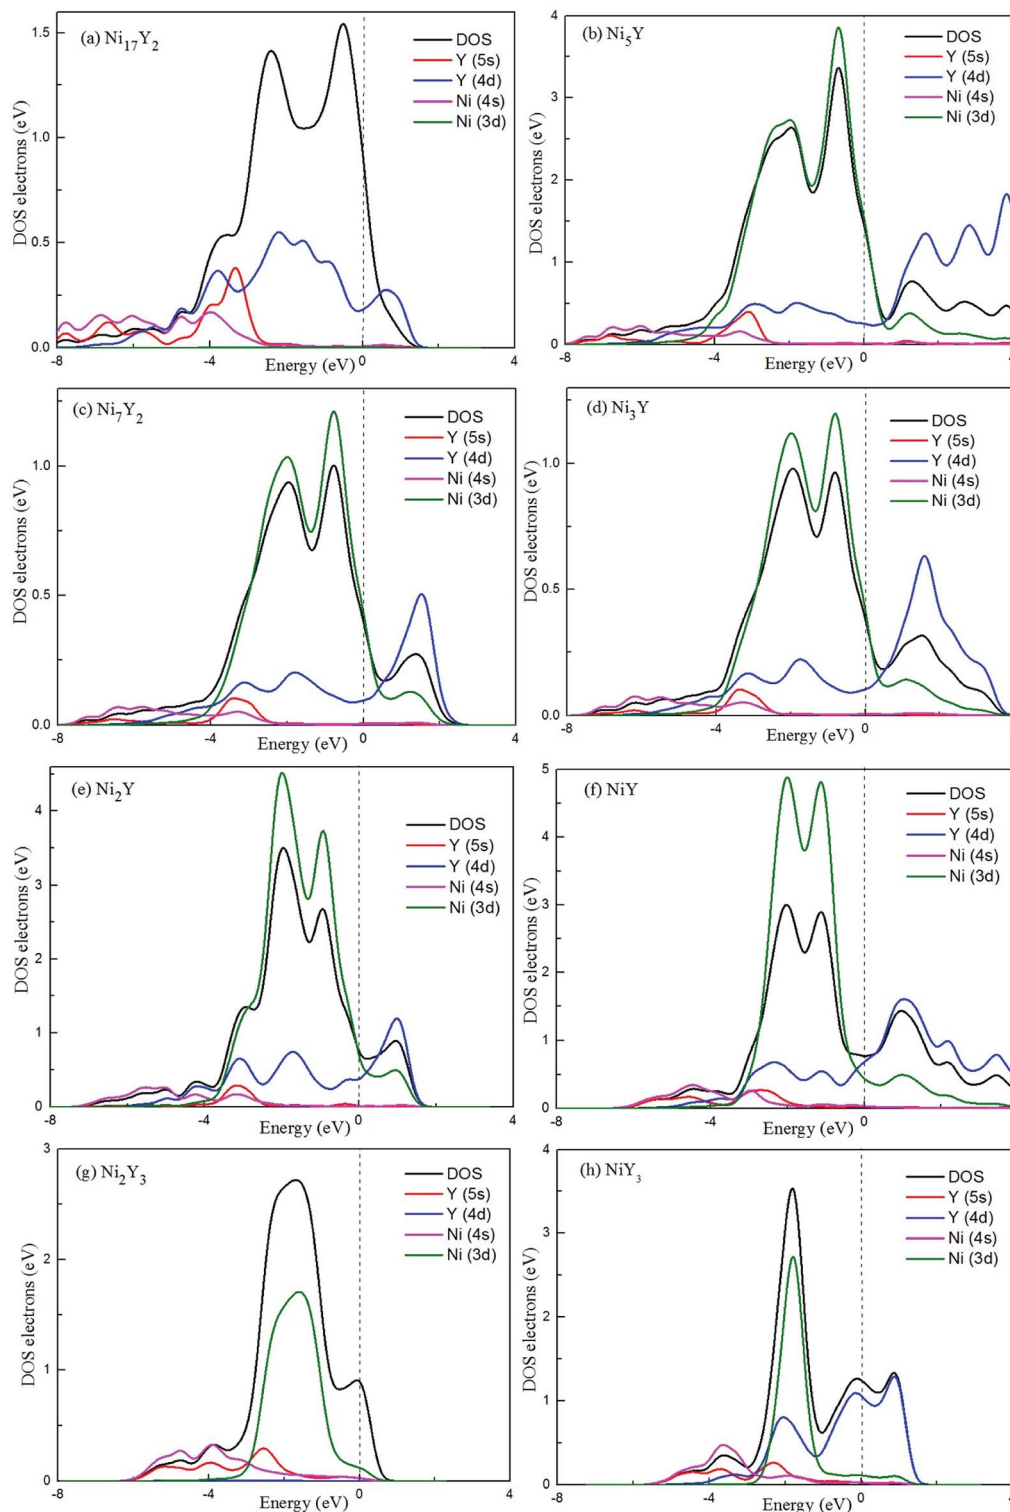 (a) Ni17Y2
DOS
Y (5s)
Y (4d)
Ni (4s)
Ni (3d)
DOS electrons (eV)
1.5
1.0
0.5
0.0
-8
-4
0
4
Energy (eV)
(b) Ni5Y
DOS
Y (5s)
Y (4d)
Ni (4s)
Ni (3d)
DOS electrons (eV)
4
3
2
1
0
-8
-4
0
4
Energy (eV)
(c) Ni7Y2
DOS
Y (5s)
Y (4d)
Ni (4s)
Ni (3d)
DOS electrons (eV)
1.0
0.5
0.0
-8
-4
0
4
Energy (eV)
(d) Ni3Y
DOS
Y (5s)
Y (4d)
Ni (4s)
Ni (3d)
DOS electrons (eV)
1.0
0.5
0.0
-8
-4
0
4
Energy (eV)
(e) Ni2Y
DOS
Y (5s)
Y (4d)
Ni (4s)
Ni (3d)
DOS electrons (eV)
4
3
2
1
0
-8
-4
0
4
Energy (eV)
(f) NiY
DOS
Y (5s)
Y (4d)
Ni (4s)
Ni (3d)
DOS electrons (eV)
5
4
3
2
1
0
-8
-4
0
4
Energy (eV)
(g) Ni2Y3
DOS
Y (5s)
Y (4d)
Ni (4s)
Ni (3d)
DOS electrons (eV)
3
2
1
0
-8
-4
0
4
Energy (eV)
(h) NiY3
DOS
Y (5s)
Y (4d)
Ni (4s)
Ni (3d)
DOS electrons (eV)
4
3
2
1
0
-8
-4
0
4
Energy (eV)